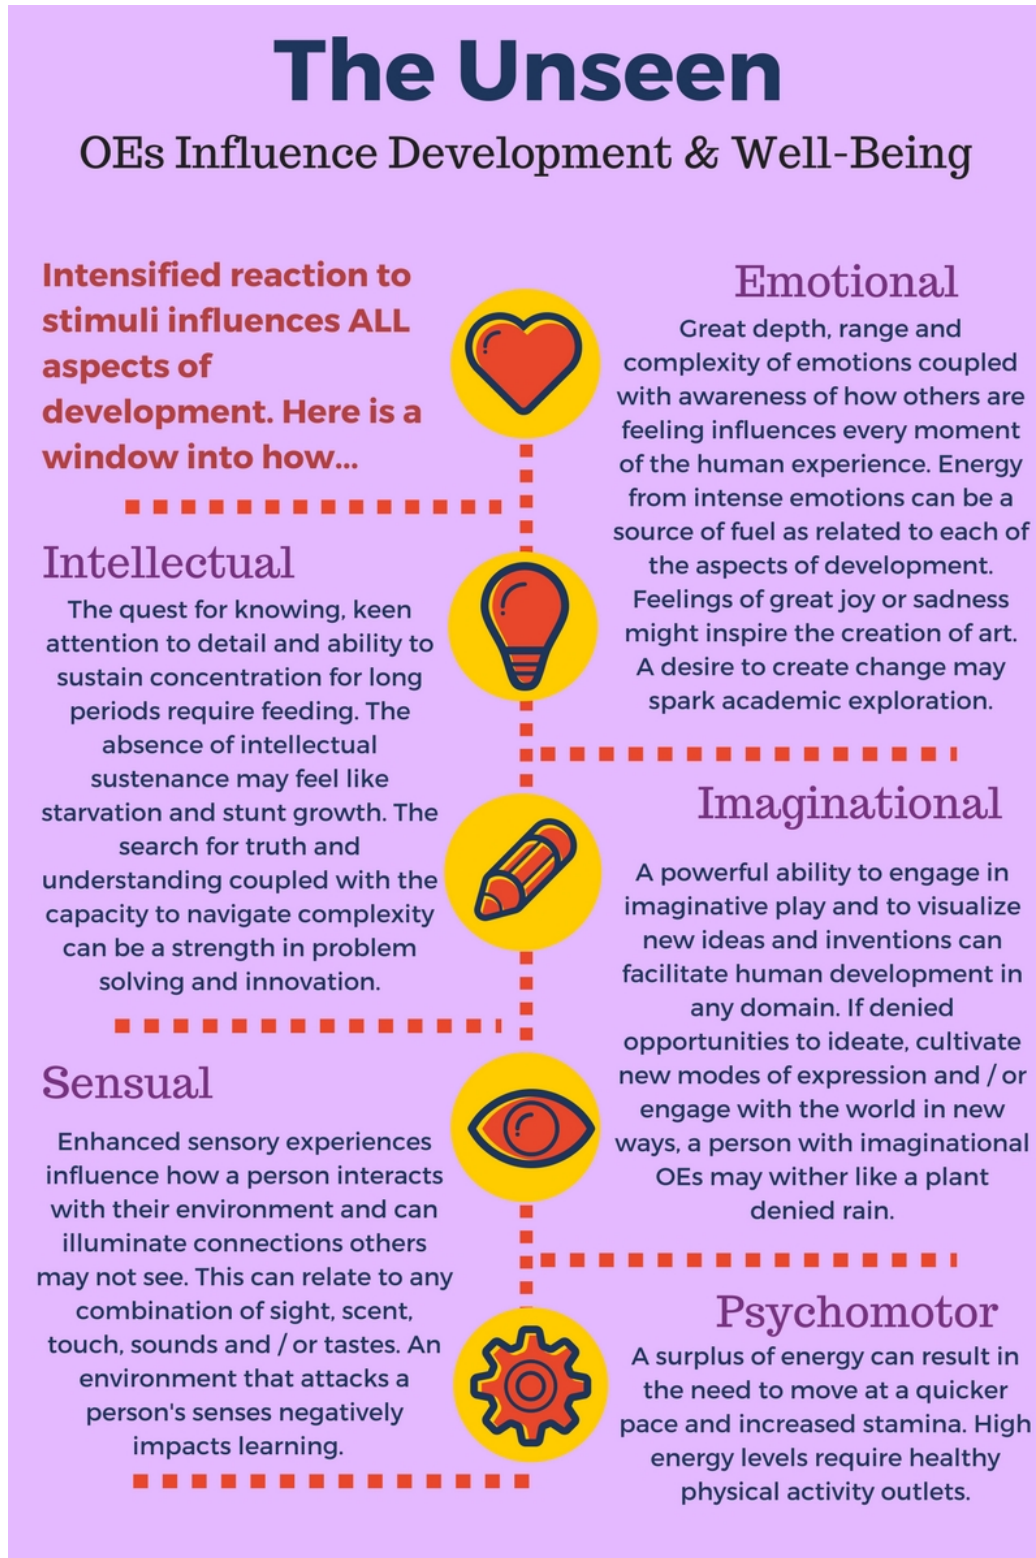 The Unseen
OEs Influence Development & Well-Being
Intensified reaction to
stimuli influences ALL
aspects of
development. Here is a
window into how...
Emotional
Great depth, range and
complexity of emotions coupled
with awareness of how others are
feeling influences every moment
of the human experience. Energy
from intense emotions can be a
source of fuel as related to each of
the aspects of development.
Feelings of great joy or sadness
might inspire the creation of art.
A desire to create change may
spark academic exploration.
Intellectual
The quest for knowing, keen
attention to detail and ability to
sustain concentration for long
periods require feeding. The
absence of intellectual
sustenance may feel like
starvation and stunt growth. The
search for truth and
understanding coupled with the
capacity to navigate complexity
can be a strength in problem
solving and innovation.
Imaginational
A powerful ability to engage in
imaginative play and to visualize
new ideas and inventions can
facilitate human development in
any domain. If denied
opportunities to ideate, cultivate
new modes of expression and / or
engage with the world in new
ways, a person with imaginational
OEs may wither like a plant
denied rain.
Sensual
Enhanced sensory experiences
influence how a person interacts
with their environment and can
illuminate connections others
may not see. This can relate to any
combination of sight, scent,
touch, sounds and / or tastes. An
environment that attacks a
person's senses negatively
impacts learning.
Psychomotor
A surplus of energy can result in
the need to move at a quicker
pace and increased stamina. High
energy levels require healthy
physical activity outlets.